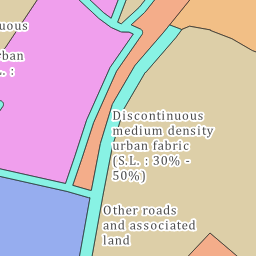 uous
rban
L. :
Discontinuous
medium density
urban fabric
(S.L. : 30% -
50%)
Other roads
and associated
land